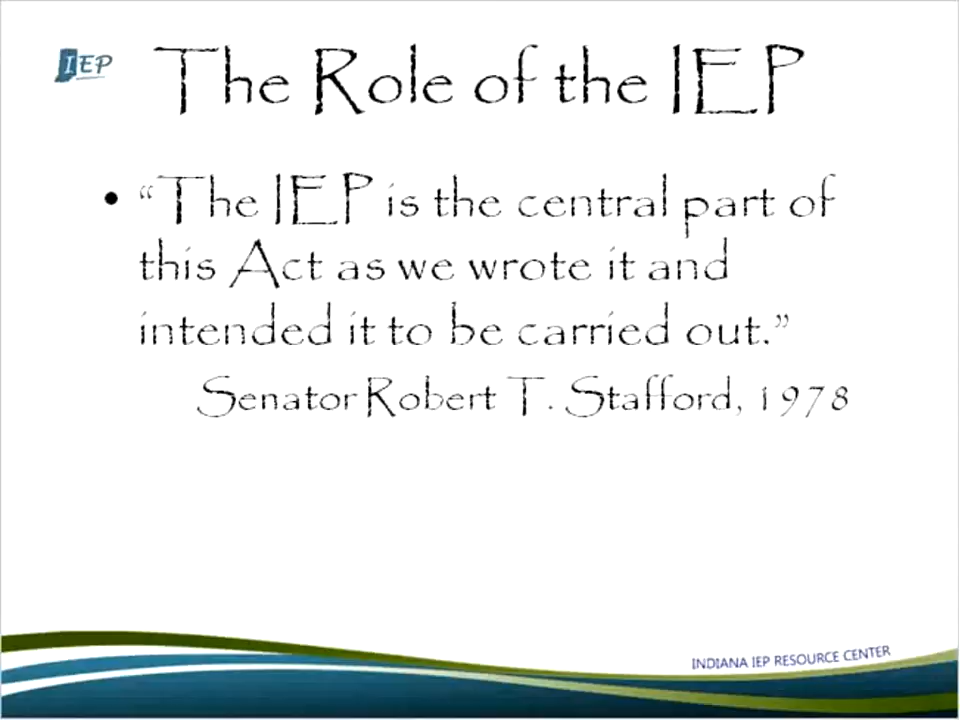 IEP
The Role of the IEP
• “The IEP is the central part of
this Act as we wrote it and
intended it to be carried out.”
Senator Robert T. Stafford, 1978
INDIANA IEP RESOURCE CENTER